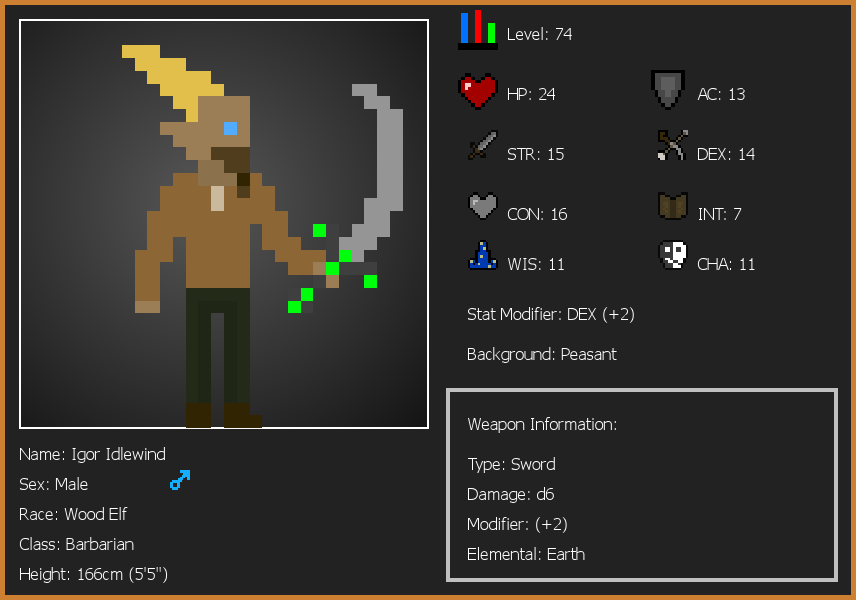 Level: 74
HP: 24
AC: 13
STR: 15
DEX: 14
CON: 16
INT: 7
WIS: 11
CHA: 11
Stat Modifier: DEX (+2)
Background: Peasant
Weapon Information:
Type: Sword
Damage: d6
Modifier: (+2)
Elemental: Earth
Name: Igor Idlewind
Sex: Male
Race: Wood Elf
Class: Barbarian
Height: 166cm (5'5")